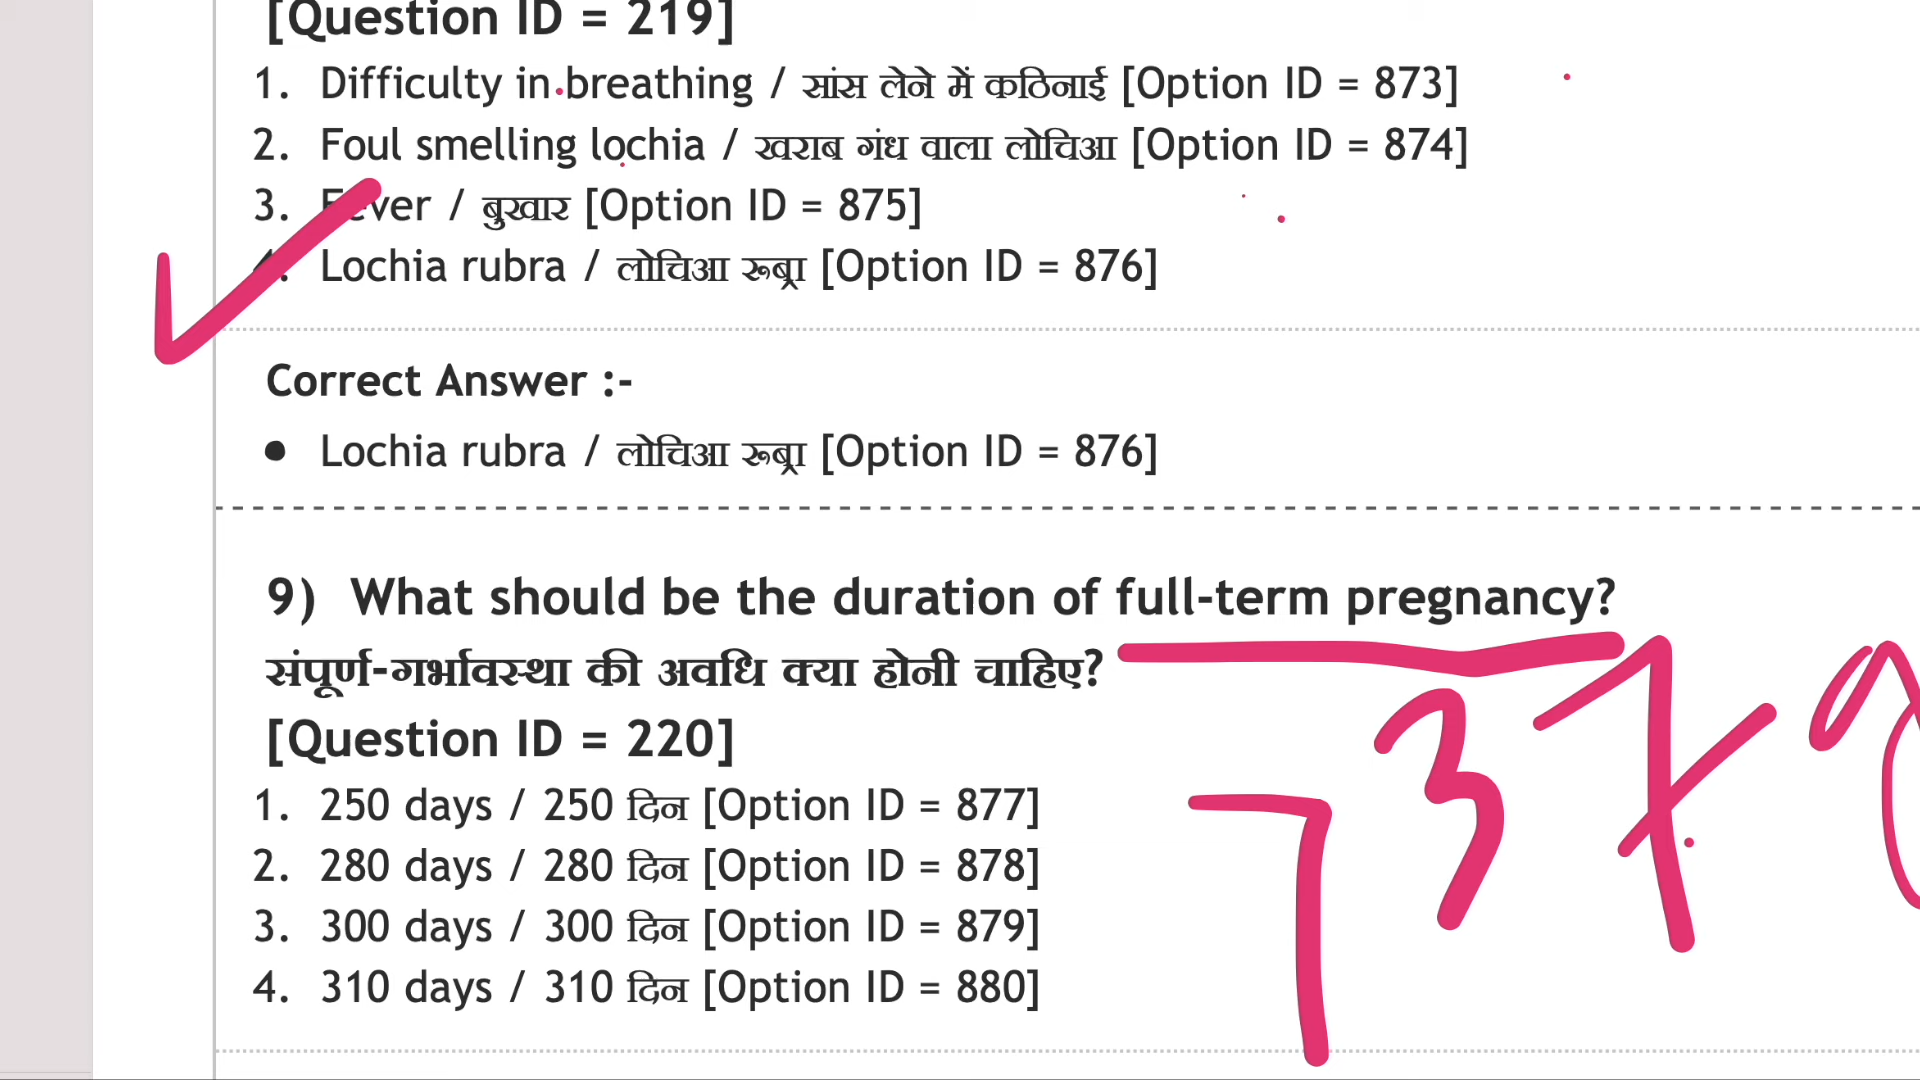 [Question ID = 219]
1. Difficulty in breathing / सांस लेने में कठिनाई [Option ID = 873]
2. Foul smelling lochia / खराब गंध वाला लोचिआ [Option ID = 874]
3. Fever / बुखार [Option ID = 875]
4. Lochia rubra / लोचिआ रूब्रा [Option ID = 876]
Correct Answer :-
• Lochia rubra / लोचिआ रूब्रा [Option ID = 876]
9) What should be the duration of full-term pregnancy?
संपूर्ण-गर्भावस्था की अवधि क्या होनी चाहिए?
[Question ID = 220]
1. 250 days / 250 दिन [Option ID = 877]
2. 280 days / 280 दिन [Option ID = 878]
3. 300 days / 300 दिन [Option ID = 879]
4. 310 days / 310 दिन [Option ID = 880]